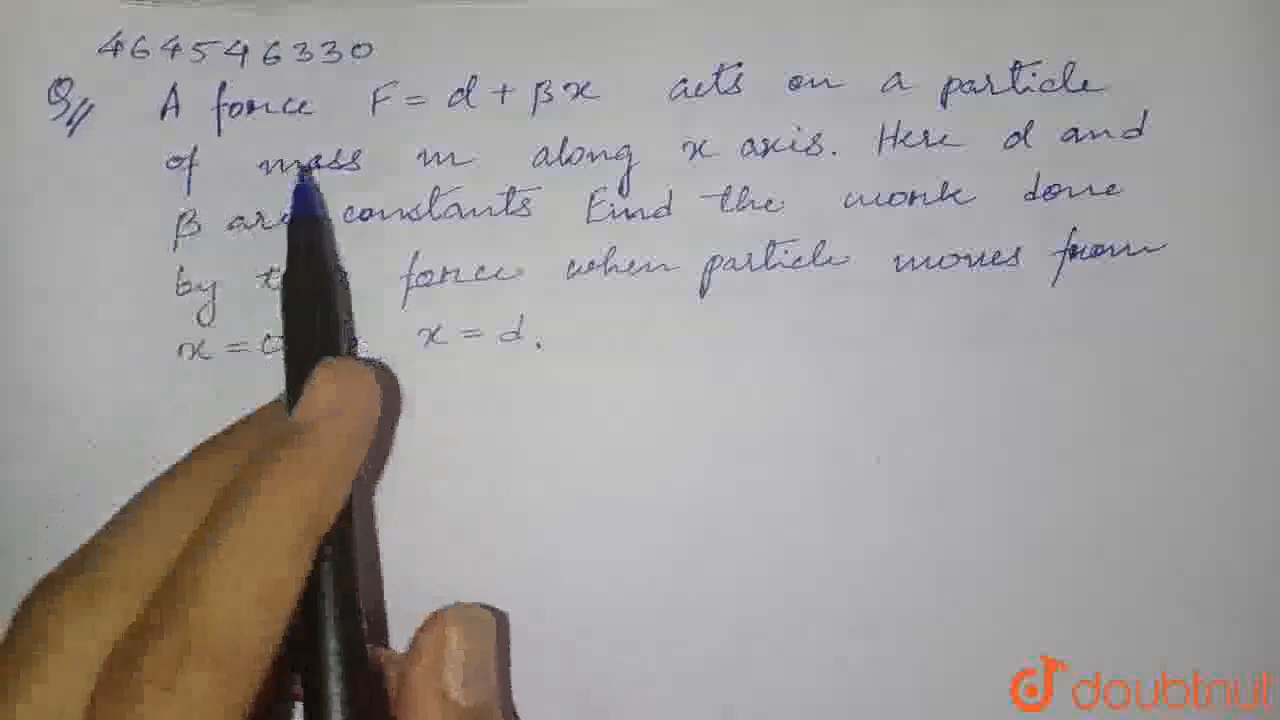 464546330
Q// A force F = d + βx acts on a particle
of mass m along x axis. Here d and
β are constants Find the work done
by force when particle moves from
x = x = d.
doubtnut